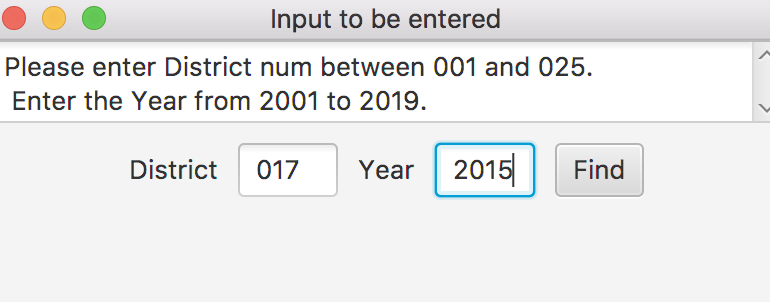 Input to be entered
Please enter District num between 001 and 025.
Enter the Year from 2001 to 2019.
District 017 Year 2015 Find